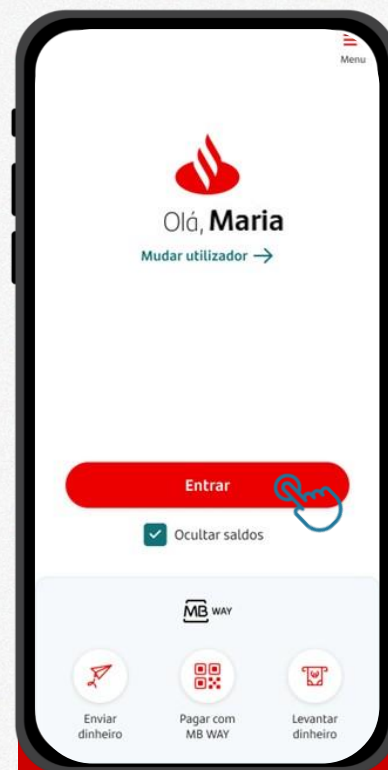 Menu
Olá, Maria
Mudar utilizador →
Entrar
Ocultar saldos
MB WAY
Enviar
dinheiro
Pagar com
MB WAY
Levantar
dinheiro